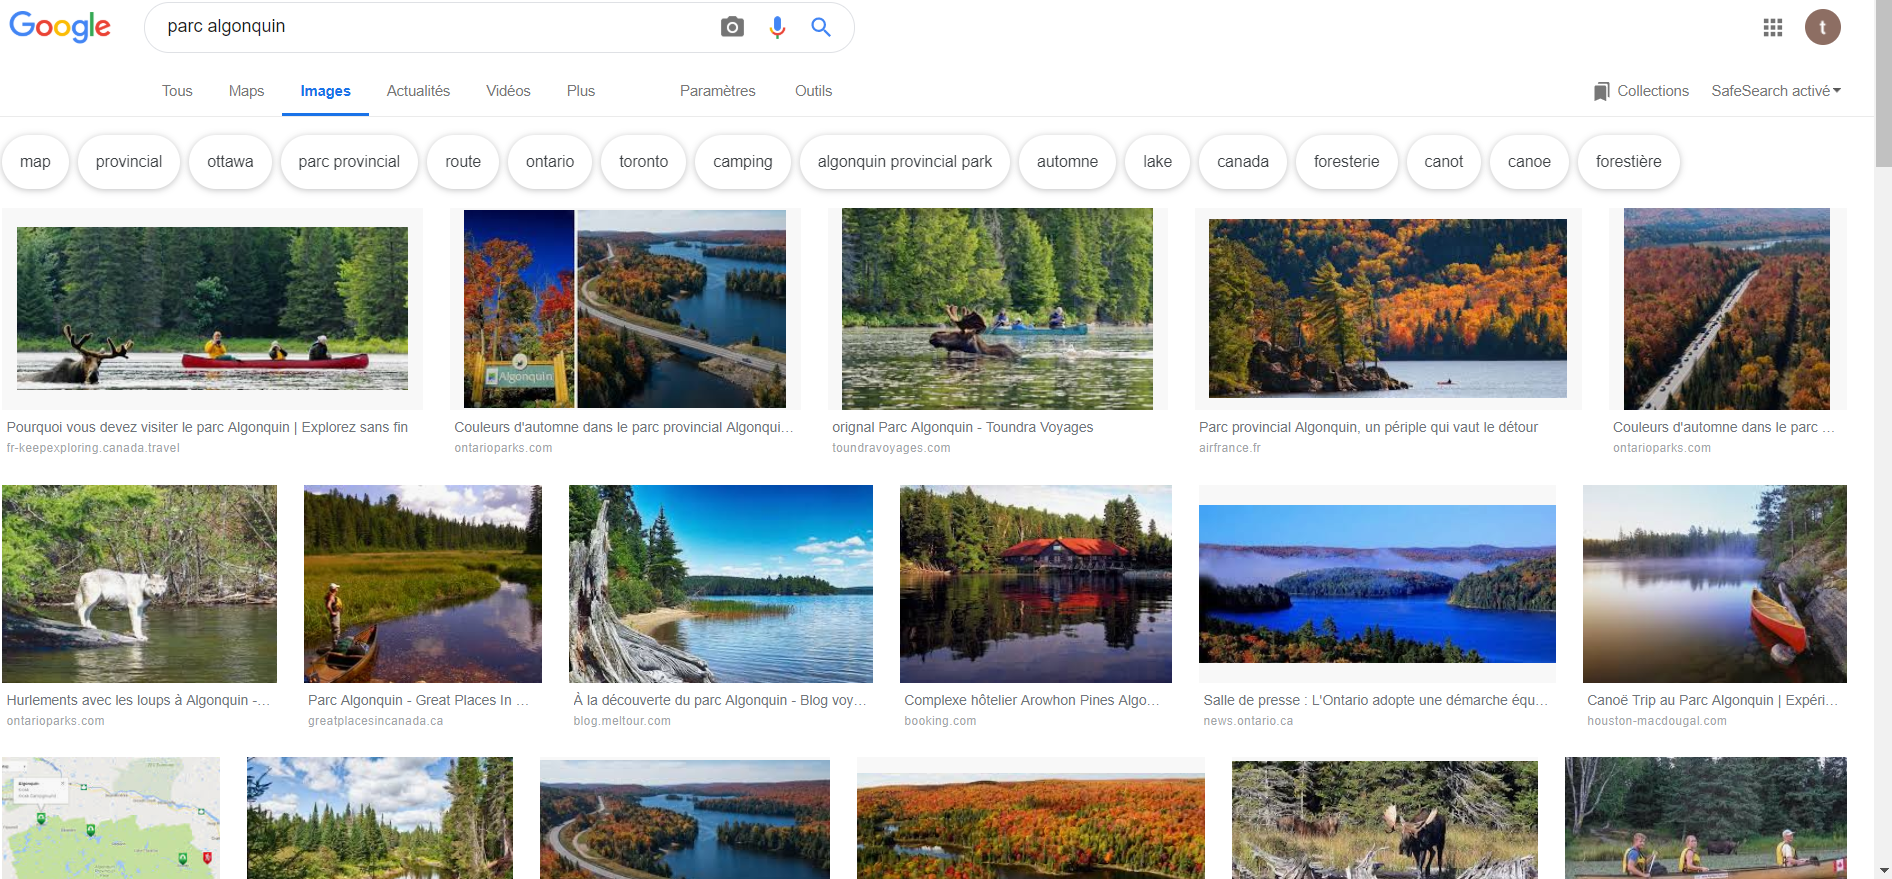 Google
parc algonquin
t
Tous Maps Images Actualités Vidéos Plus Paramètres Outils Collections SafeSearch activé
map provincial ottawa parc provincial route ontario toronto camping algonquin provincial park automne lake canada foresterie canot canoe forestière
Algonquin
Pourquoi vous devez visiter le parc Algonquin | Explorez sans fin
fr-keepexploring.canada.travel
Couleurs d'automne dans le parc provincial Algonqui...
ontarioparks.com
orignal Parc Algonquin - Toundra Voyages
toundravoyages.com
Parc provincial Algonquin, un périple qui vaut le détour
airfrance.fr
Couleurs d'automne dans le parc ...
ontarioparks.com
Hurlements avec les loups à Algonquin -...
ontarioparks.com
Parc Algonquin - Great Places In ...
greatplacesincanada.ca
À la découverte du parc Algonquin - Blog voy...
blog.meltour.com
Complexe hôtelier Arowhon Pines Algo...
booking.com
Salle de presse : L'Ontario adopte une démarche équ...
news.ontario.ca
Canoë Trip au Parc Algonquin | Expéri...
houston-macdougal.com
Algonquin